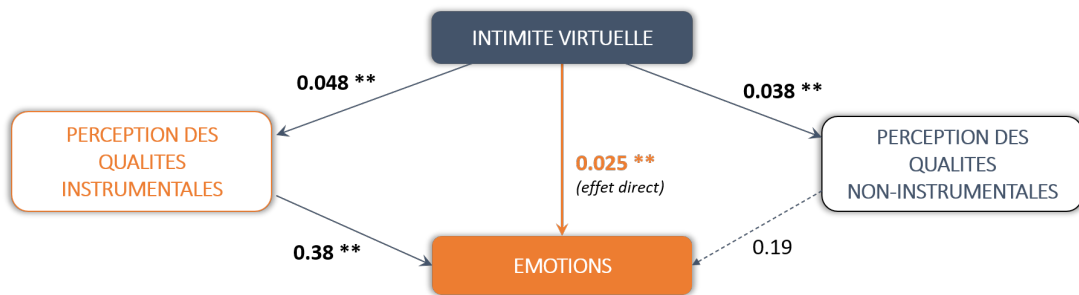 INTIMITE VIRTUELLE
0.048 **
0.038 **
PERCEPTION DES
QUALITES
INSTRUMENTALES
0.025 **
(effet direct)
PERCEPTION DES
QUALITES
NON-INSTRUMENTALES
0.38 **
0.19
EMOTIONS